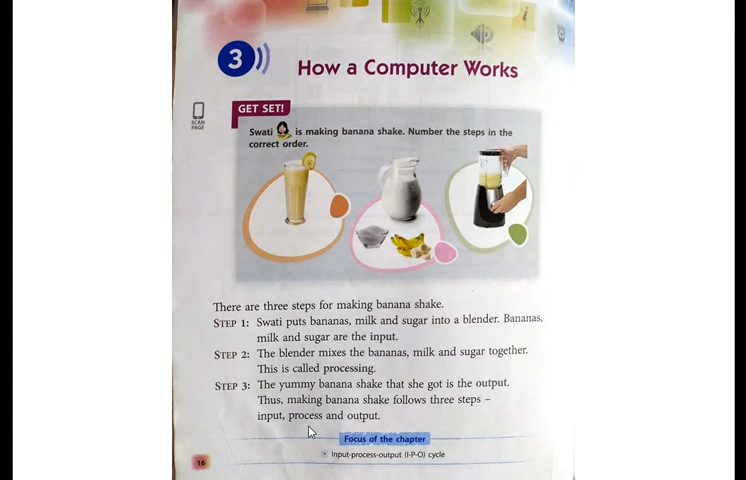 3
How a Computer Works
GET SET!
SCAN
PAGE
Swati is making banana shake. Number the steps in the
correct order.
There are three steps for making banana shake.
STEP 1: Swati puts bananas, milk and sugar into a blender. Bananas,
milk and sugar are the input.
STEP 2: The blender mixes the bananas, milk and sugar together.
This is called processing.
STEP 3: The yummy banana shake that she got is the output.
Thus, making banana shake follows three steps –
input, process and output.
Focus of the chapter
Input-process-output (I-P-O) cycle
16